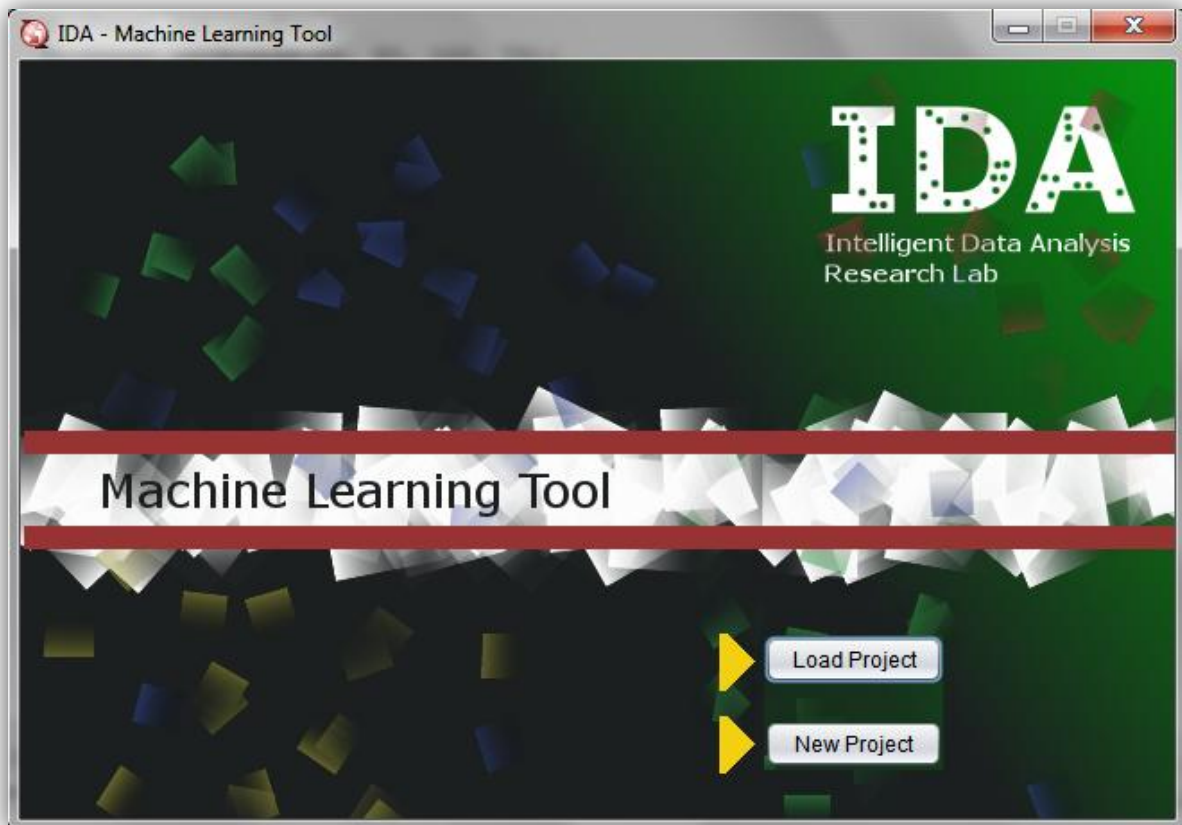 IDA - Machine Learning Tool
IDA
Intelligent Data Analysis
Research Lab
Machine Learning Tool
Load Project
New Project